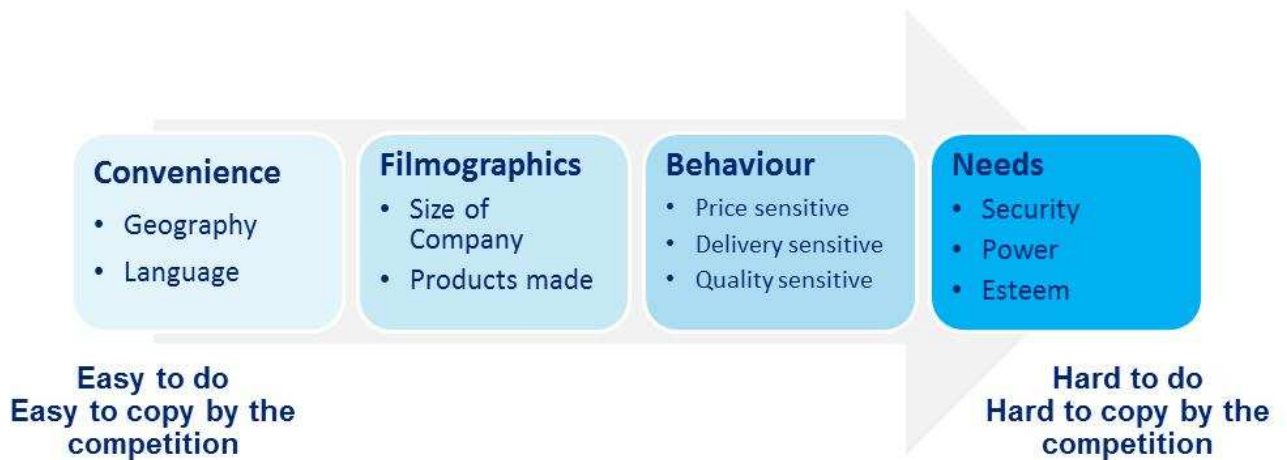 Convenience
• Geography
• Language
Filmographics
• Size of
Company
• Products made
Behaviour
• Price sensitive
• Delivery sensitive
• Quality sensitive
Needs
• Security
• Power
• Esteem
Easy to do
Easy to copy by the
competition
Hard to do
Hard to copy by the
competition